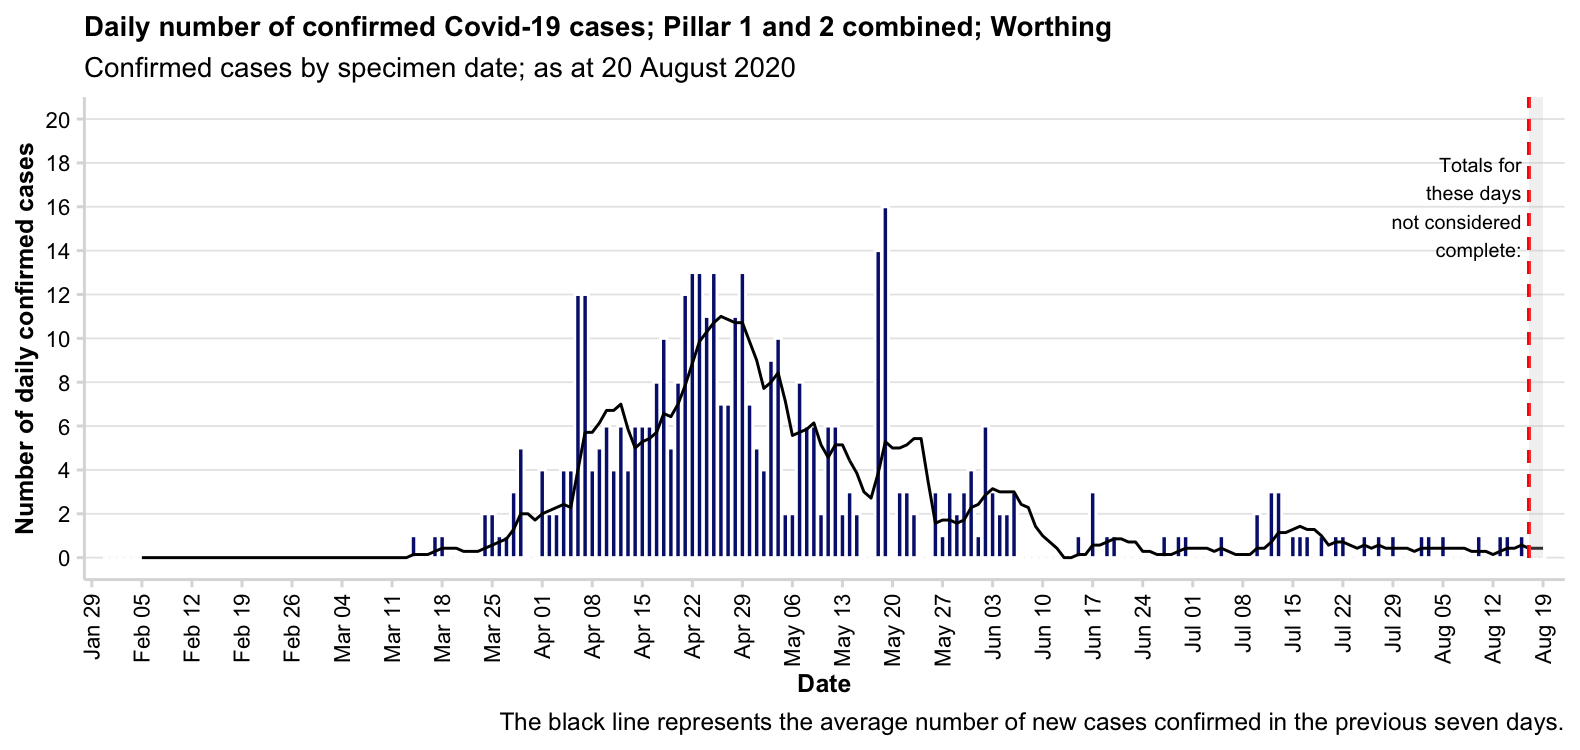 Daily number of confirmed Covid-19 cases; Pillar 1 and 2 combined; Worthing
Confirmed cases by specimen date; as at 20 August 2020
Number of daily confirmed cases
20
18
16
14
12
10
8
6
4
2
0
Totals for
these days
not considered
complete:
Jan 29
Feb 05
Feb 12
Feb 19
Feb 26
Mar 04
Mar 11
Mar 18
Mar 25
Apr 01
Apr 08
Apr 15
Apr 22
Apr 29
May 06
May 13
May 20
May 27
Jun 03
Jun 10
Jun 17
Jun 24
Jul 01
Jul 08
Jul 15
Jul 22
Jul 29
Aug 05
Aug 12
Aug 19
Date
The black line represents the average number of new cases confirmed in the previous seven days.